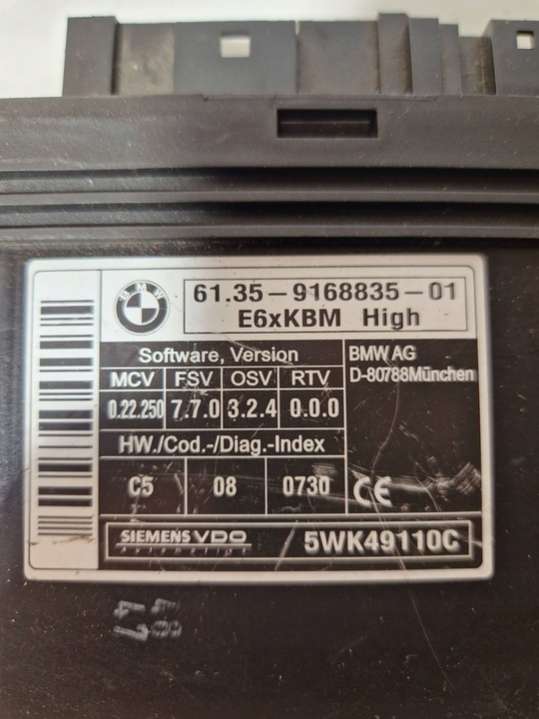 BMW
61.35-9168835-01
E6xKBM High
Software, Version
MCV FSV OSV RTV
0.22.250 7.7.0 3.2.4 0.0.0
BMW AG
D-80788München
HW./Cod.-/Diag.-Index
C5 08 0730
CE
SIEMENS VDO
Automotive
5WK49110C